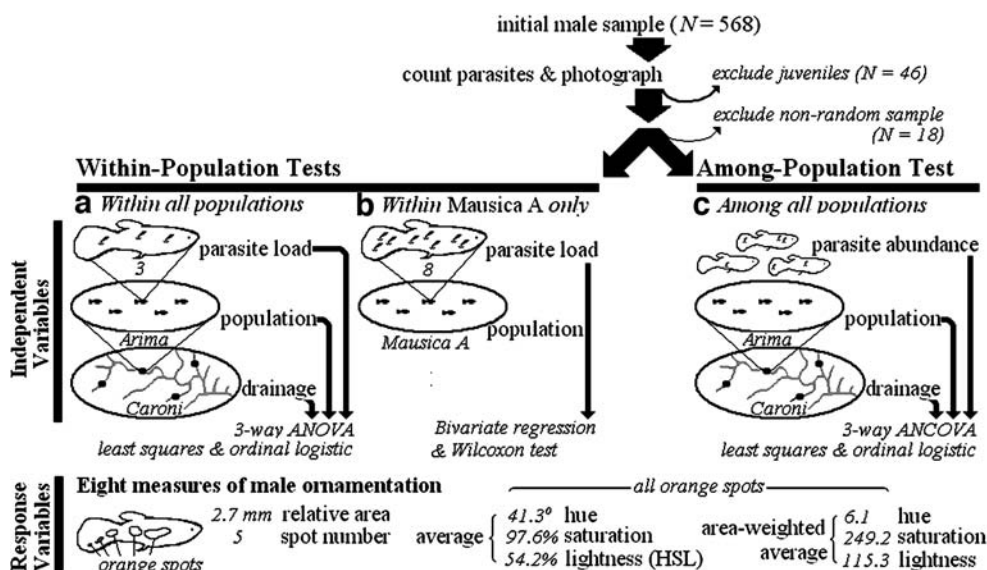 initial male sample (N = 568)
count parasites & photograph
exclude juveniles (N = 46)
exclude non-random sample
(N = 18)
Within-Population Tests
Among-Population Test
a Within all populations
b Within Mausica A only
c Among all populations
Independent
Variables
parasite load
3
population
Arima
drainage
Caroni
3-way ANOVA
least squares & ordinal logistic
parasite load
8
population
Mausica A
Bivariate regression
& Wilcoxon test
parasite abundance
population
Arima
drainage
Caroni
3-way ANCOVA
least squares & ordinal logistic
Response
Variables
Eight measures of male ornamentation
orange spots
2.7 mm relative area
5 spot number
all orange spots
average
41.3º hue
97.6% saturation
54.2% lightness (HSL)
area-weighted
average
6.1 hue
249.2 saturation
115.3 lightness